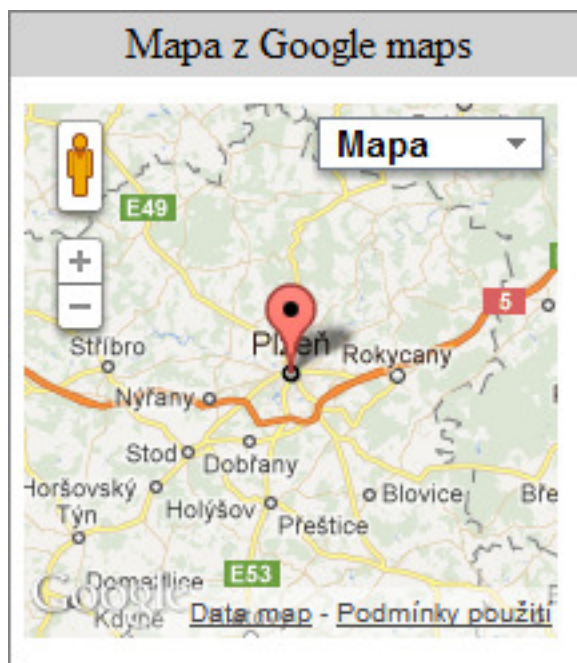 Mapa z Google maps
Mapa
E49
+
−
5
Plzeň
Stříbro
Rokycany
Nýřany
Stod
Dobřany
Horšovský
Týn
Holýšov
Blovice
Přeštice
E53
Google
Kdyně
Data map - Podmínky použití